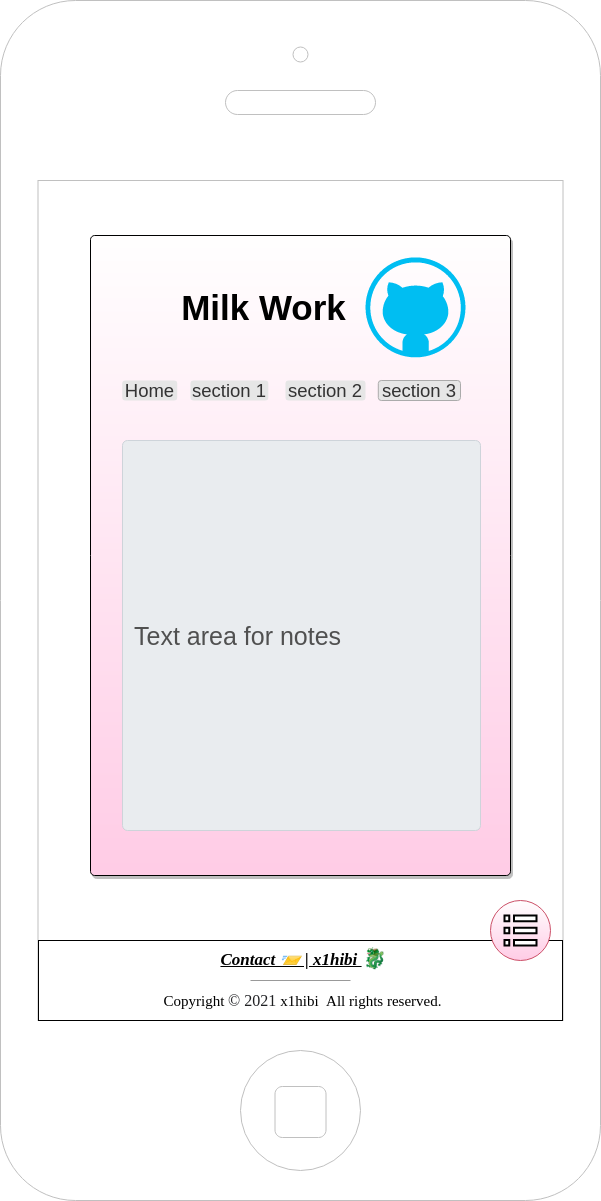 Milk Work
Home section 1 section 2 section 3
Text area for notes
Contact 📨 | x1hibi 🐉
Copyright © 2021 x1hibi All rights reserved.